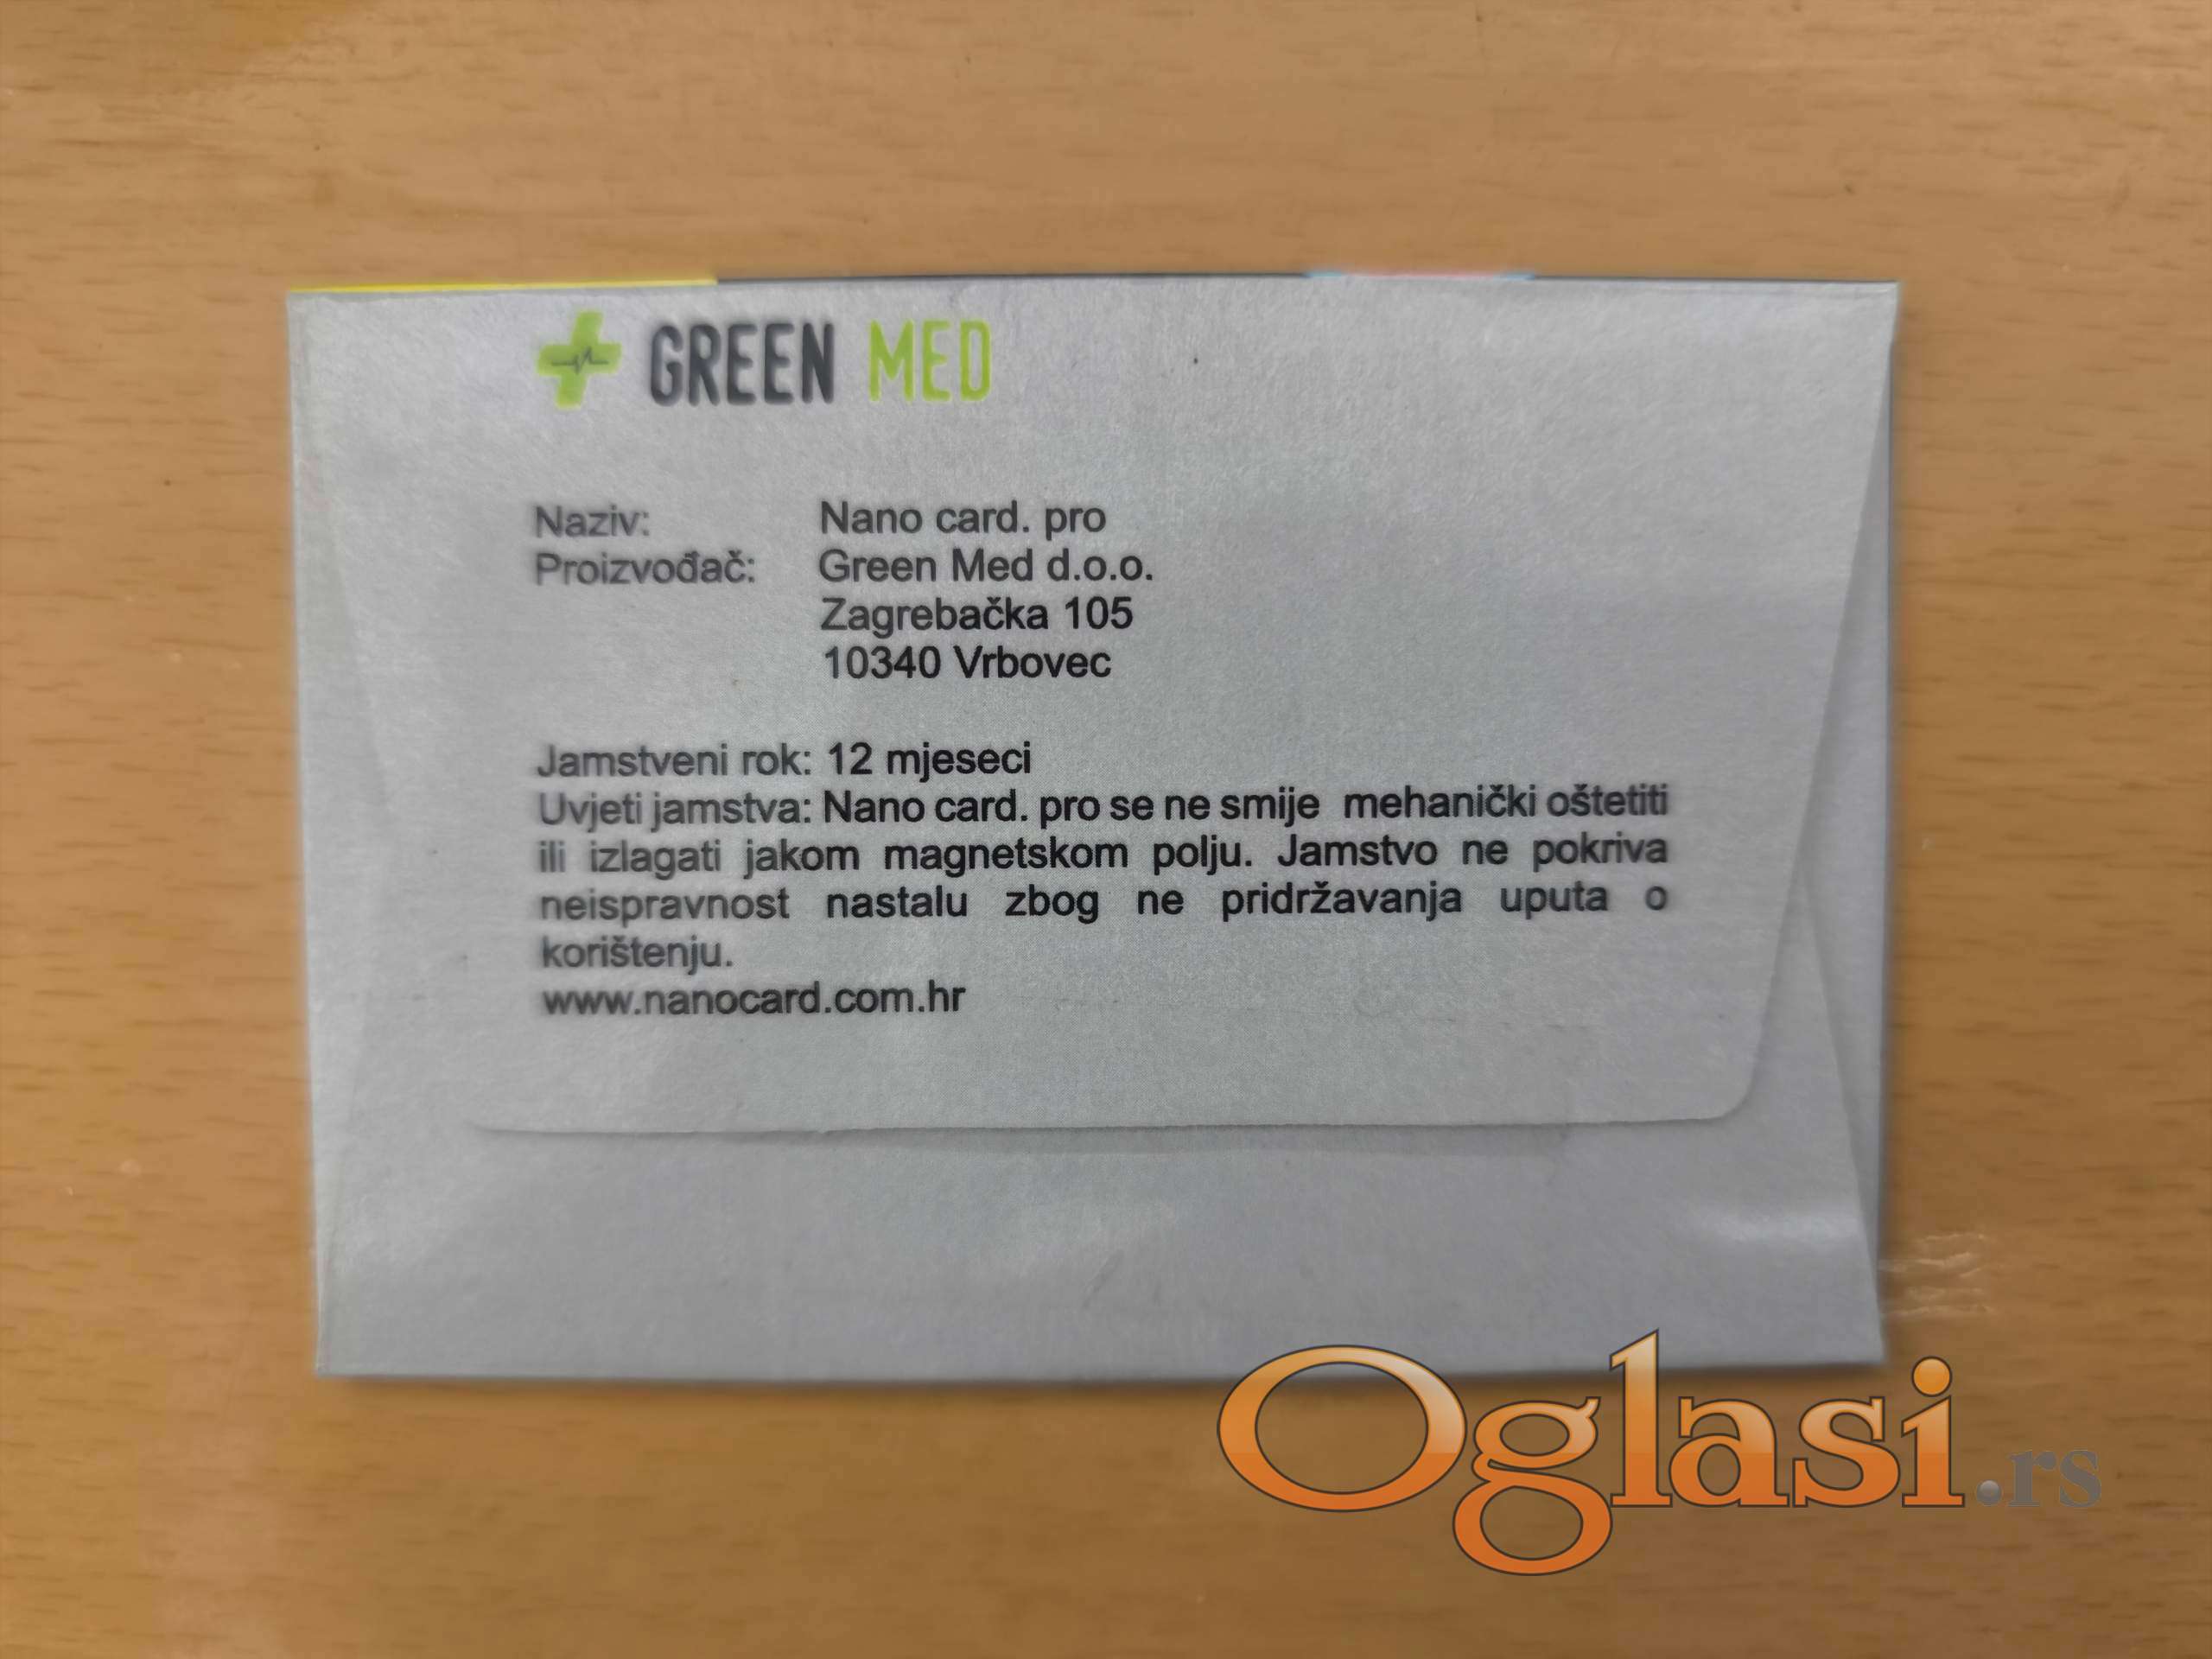 GREEN MED
Naziv: Nano card. pro
Proizvođač: Green Med d.o.o.
Zagrebačka 105
10340 Vrbovec
Jamstveni rok: 12 mjeseci
Uvjeti jamstva: Nano card. pro se ne smije mehanički oštetiti
ili izlagati jakom magnetskom polju. Jamstvo ne pokriva
neispravnost nastalu zbog ne pridržavanja uputa o
korištenju.
www.nanocard.com.hr
Oglasi.rs